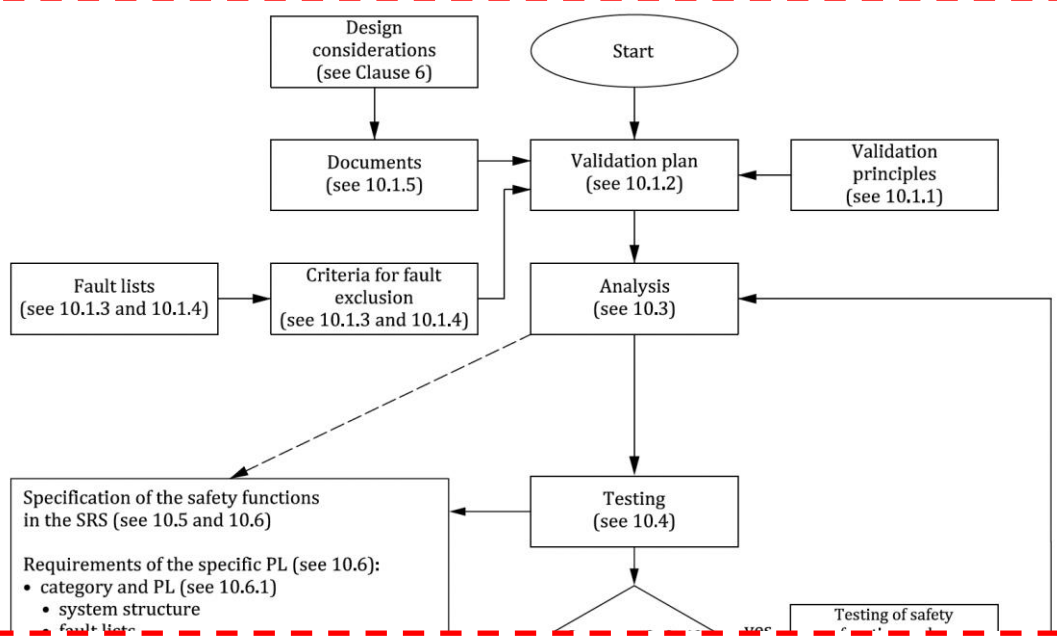 Design
considerations
(see Clause 6)
Start
Documents
(see 10.1.5)
Validation plan
(see 10.1.2)
Validation
principles
(see 10.1.1)
Fault lists
(see 10.1.3 and 10.1.4)
Criteria for fault
exclusion
(see 10.1.3 and 10.1.4)
Analysis
(see 10.3)
Specification of the safety functions
in the SRS (see 10.5 and 10.6)
Requirements of the specific PL (see 10.6):
• category and PL (see 10.6.1)
• system structure
• fault lists
Testing
(see 10.4)
yes
Testing of safety